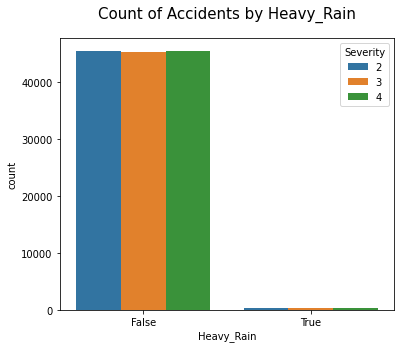 Count of Accidents by Heavy_Rain
count
40000
30000
20000
10000
0
Severity
2
3
4
False
True
Heavy_Rain